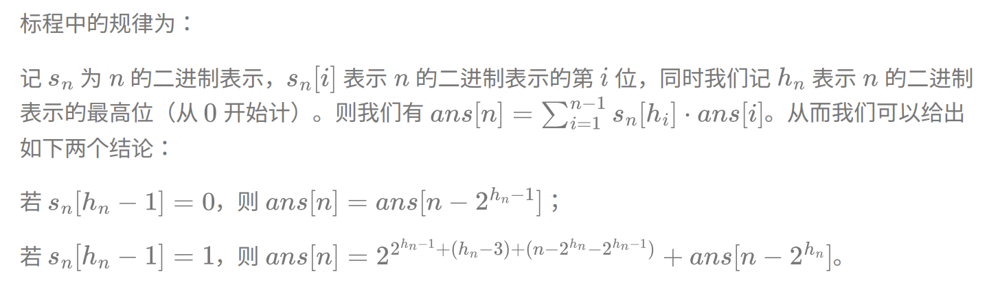 标程中的规律为：
记 $s_n$ 为 $n$ 的二进制表示，$s_n[i]$ 表示 $n$ 的二进制表示的第 $i$ 位，同时我们记 $h_n$ 表示 $n$ 的二进制
表示的最高位（从 $0$ 开始计）。则我们有 $ans[n] = \sum_{i=1}^{n-1} s_n[h_i] \cdot ans[i]$。从而我们可以给出
如下两个结论：
若 $s_n[h_n - 1] = 0$，则 $ans[n] = ans[n - 2^{h_n-1}]$；
若 $s_n[h_n - 1] = 1$，则 $ans[n] = 2^{2^{h_n-1}+(h_n-3)+(n-2^{h_n}-2^{h_n-1})} + ans[n - 2^{h_n}]$。